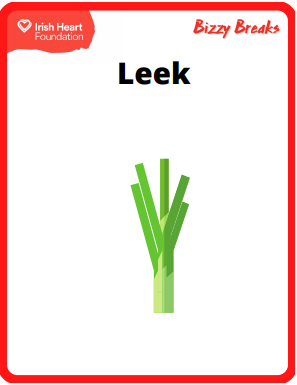 Irish Heart
Foundation
Bizzy Breaks
Leek